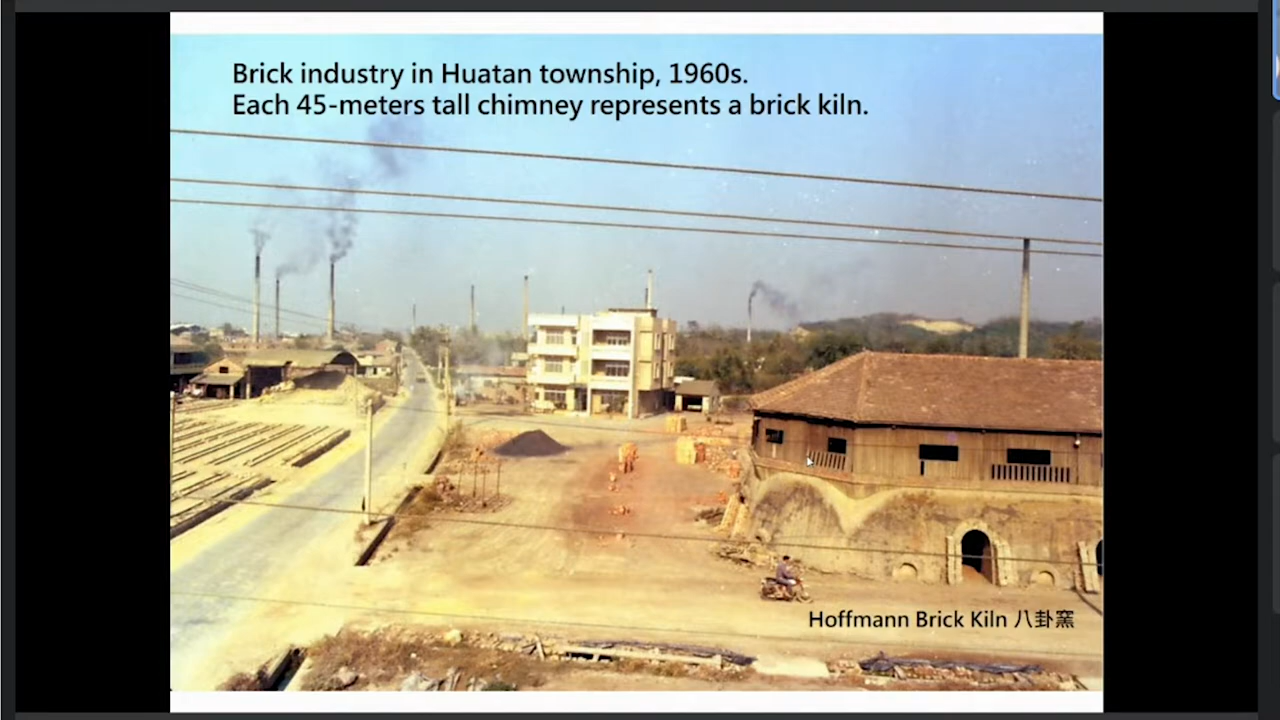 Brick industry in Huatan township, 1960s.
Each 45-meters tall chimney represents a brick kiln.
Hoffmann Brick Kiln 八卦窯